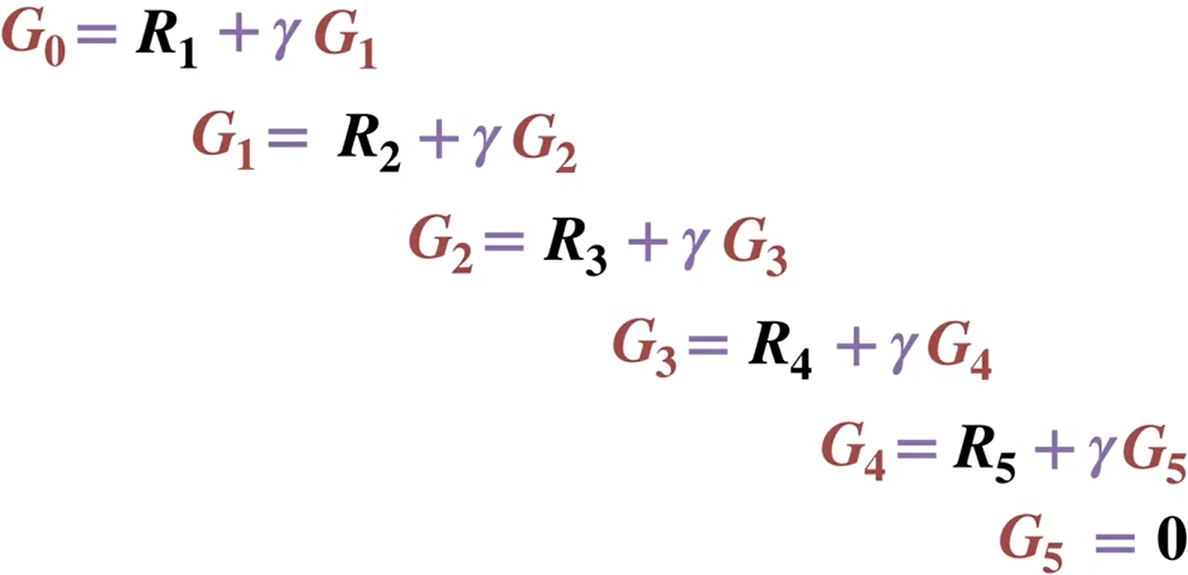 G₀ = R₁ + γ G₁
G₁ = R₂ + γ G₂
G₂ = R₃ + γ G₃
G₃ = R₄ + γ G₄
G₄ = R₅ + γ G₅
G₅ = 0